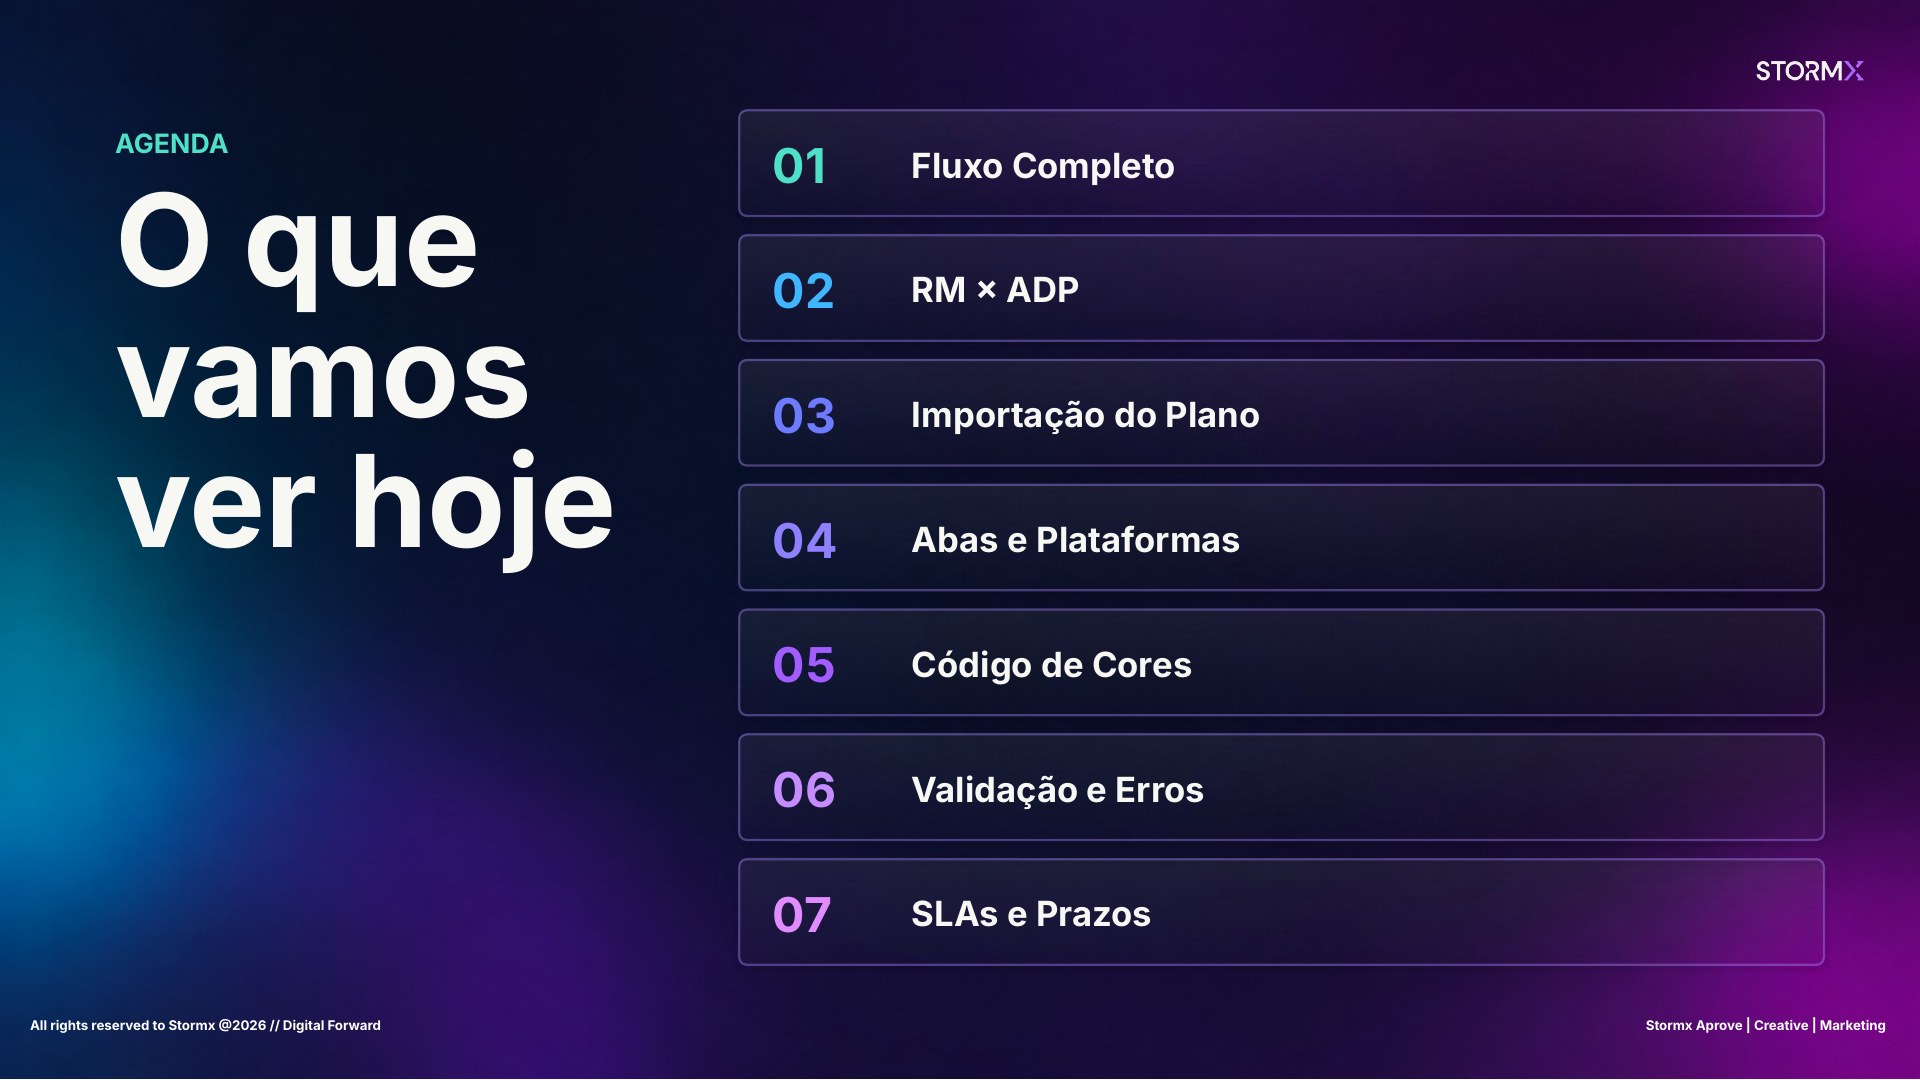 STORMX
AGENDA
O que
vamos
ver hoje
01 Fluxo Completo
02 RM × ADP
03 Importação do Plano
04 Abas e Plataformas
05 Código de Cores
06 Validação e Erros
07 SLAs e Prazos
All rights reserved to Stormx @2026 // Digital Forward
Stormx Aprove | Creative | Marketing